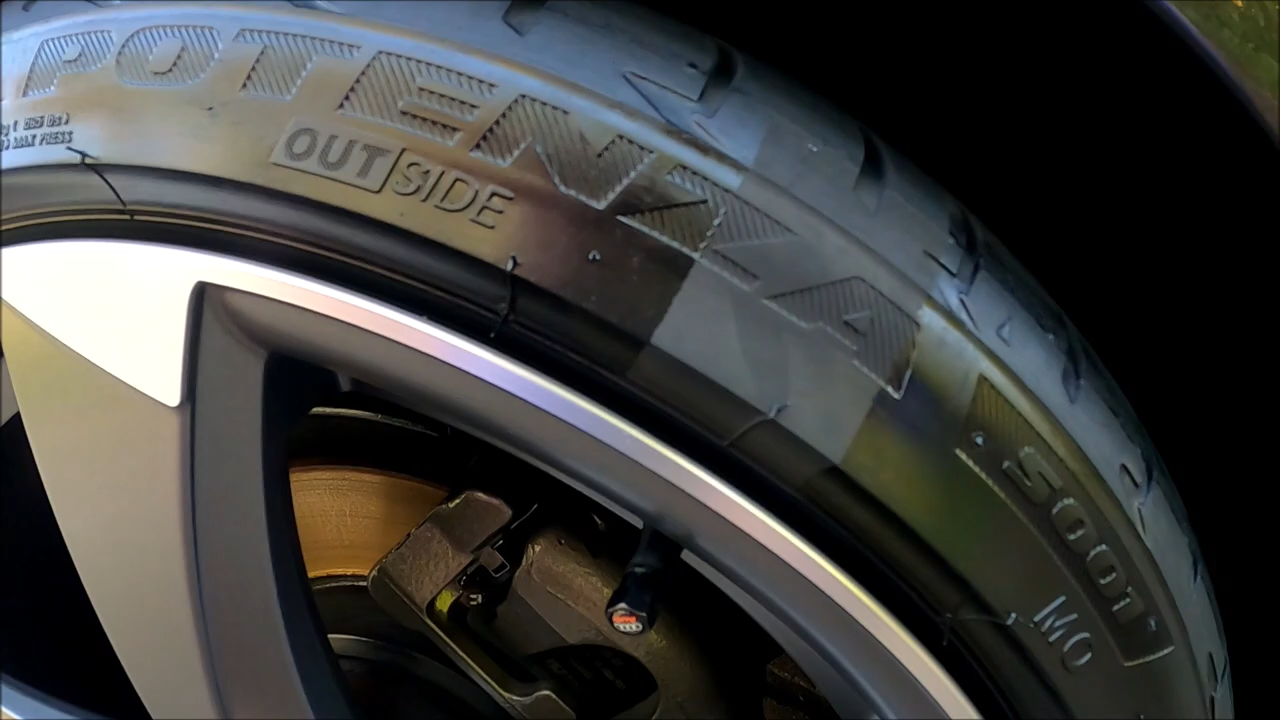 POTENZA
MAX PRESS
OUTSIDE
S001
MO